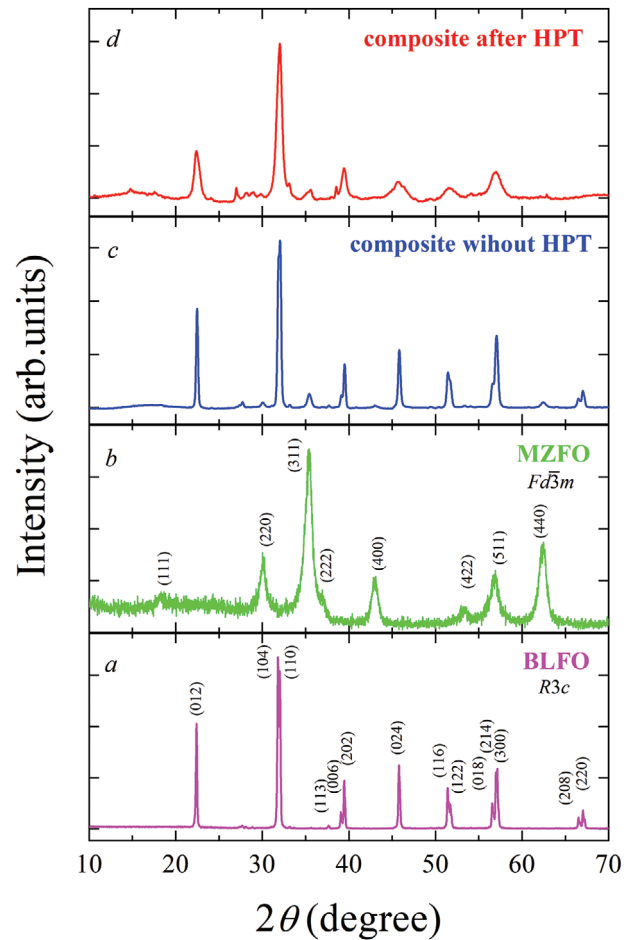 d
composite after HPT
c
composite wihout HPT
b
MZFO
Fd3̅m
(111)
(220)
(311)
(222)
(400)
(422)
(511)
(440)
a
BLFO
R3c
(012)
(104)
(110)
(113)
(006)
(202)
(024)
(116)
(122)
(018)
(214)
(300)
(208)
(220)
Intensity (arb.units)
10 20 30 40 50 60 70
2θ (degree)